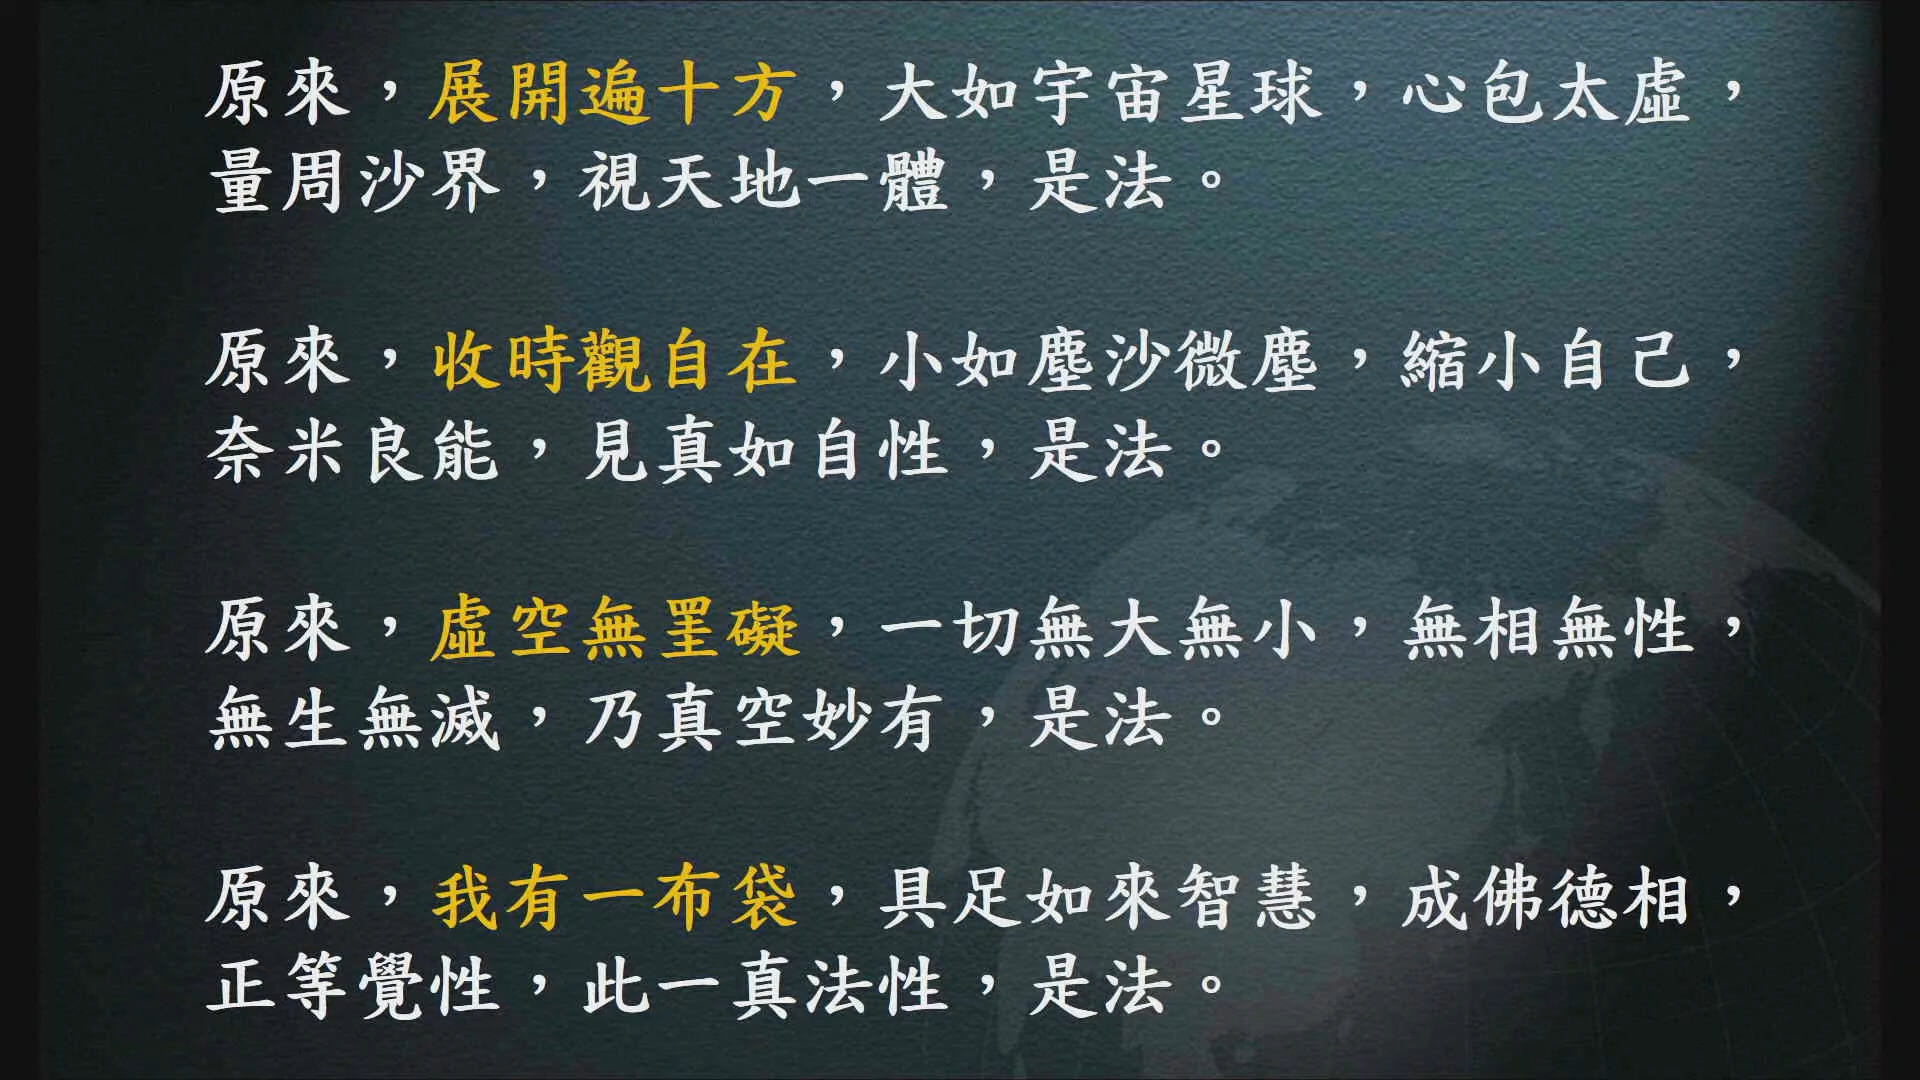 原來，展開遍十方，大如宇宙星球，心包太虛，
量周沙界，視天地一體，是法。
原來，收時觀自在，小如塵沙微塵，縮小自己，
奈米良能，見真如自性，是法。
原來，虛空無罣礙，一切無大無小，無相無性，
無生無滅，乃真空妙有，是法。
原來，我有一布袋，具足如來智慧，成佛德相，
正等覺性，此一真法性，是法。